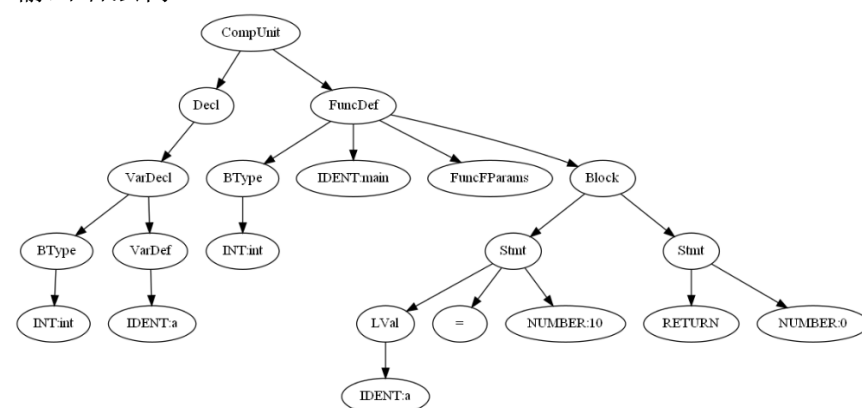 CompUnit
Decl
FuncDef
VarDecl
BType
IDENT:main
FuncFParams
Block
BType
VarDef
INT:int
Stmt
Stmt
INT:int
IDENT:a
LVal
=
NUMBER:10
RETURN
NUMBER:0
IDENT:a